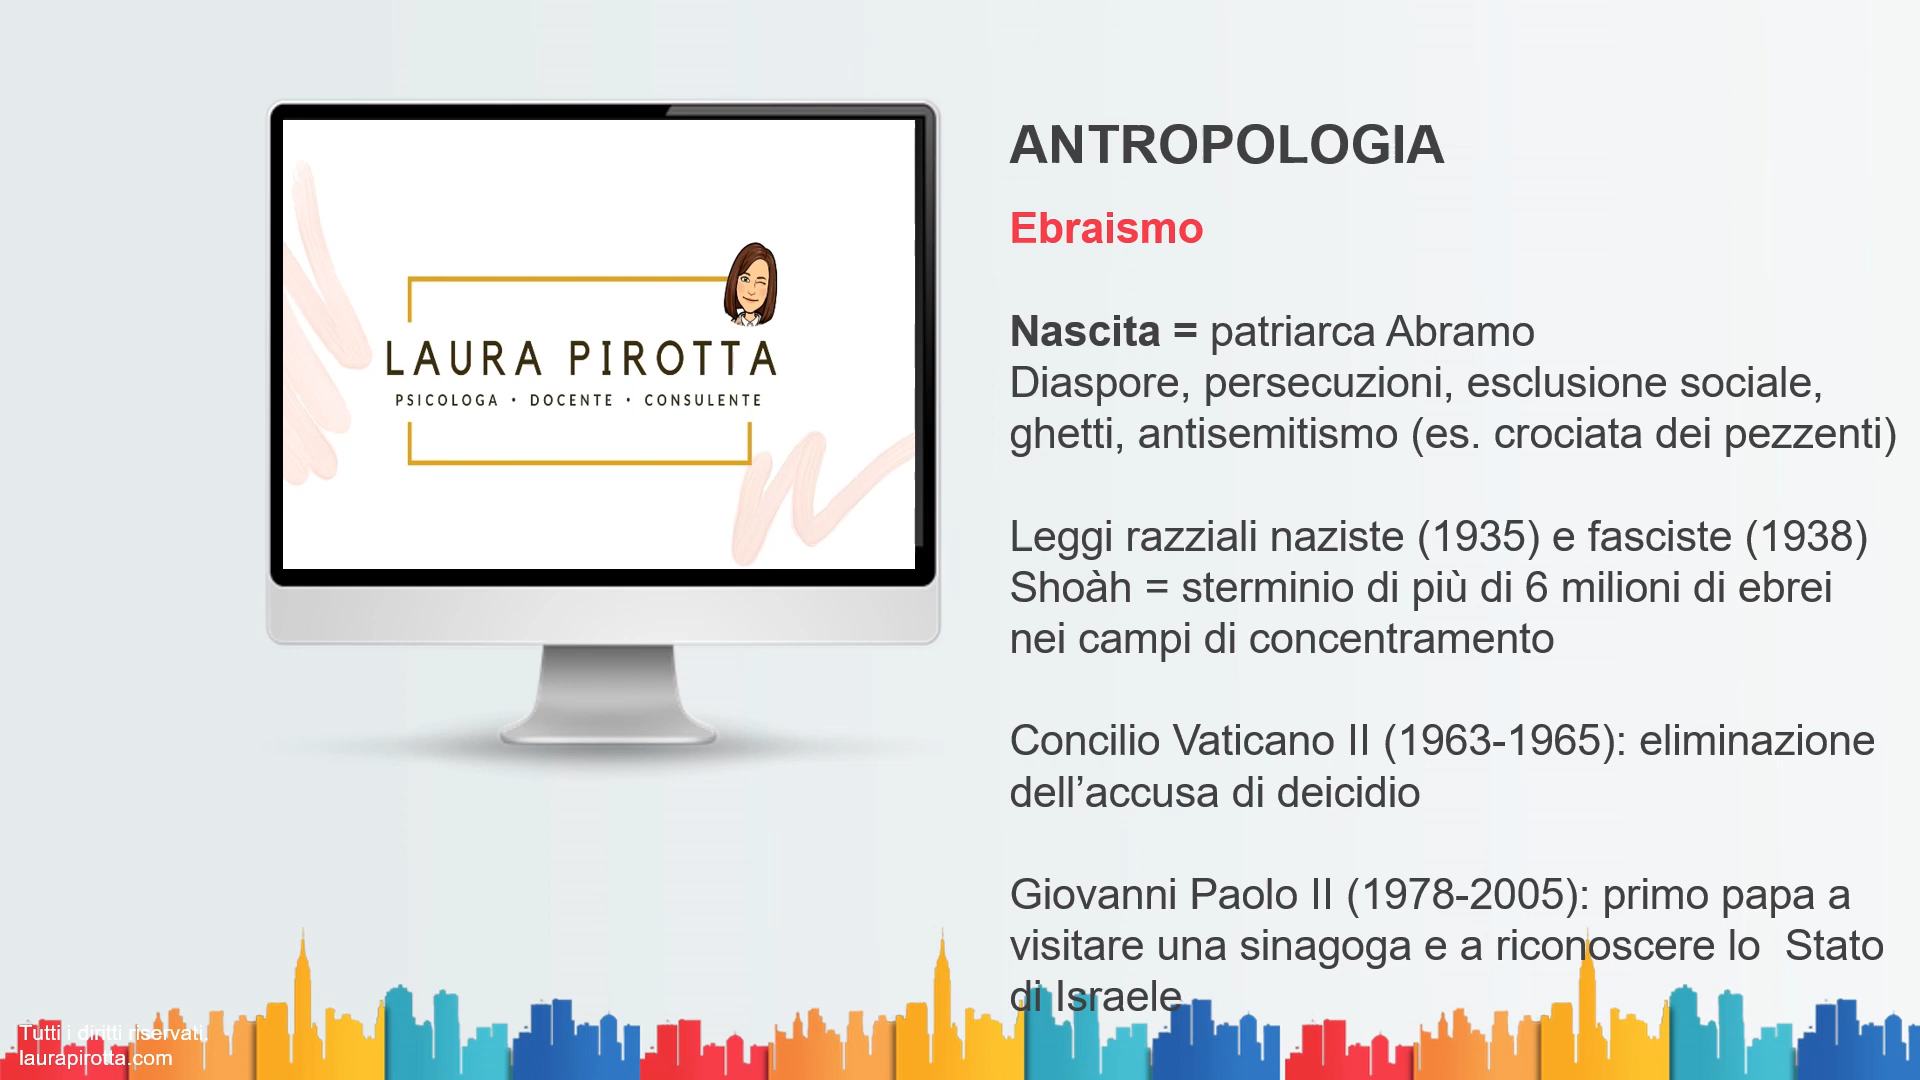 LAURA PIROTTA
PSICOLOGA • DOCENTE • CONSULENTE
ANTROPOLOGIA
Ebraismo
Nascita = patriarca Abramo
Diaspore, persecuzioni, esclusione sociale,
ghetti, antisemitismo (es. crociata dei pezzenti)
Leggi razziali naziste (1935) e fasciste (1938)
Shoàh = sterminio di più di 6 milioni di ebrei
nei campi di concentramento
Concilio Vaticano II (1963-1965): eliminazione
dell’accusa di deicidio
Giovanni Paolo II (1978-2005): primo papa a
visitare una sinagoga e a riconoscere lo  Stato
di Israele
Tutti i diritti riservati.
laurapirotta.com